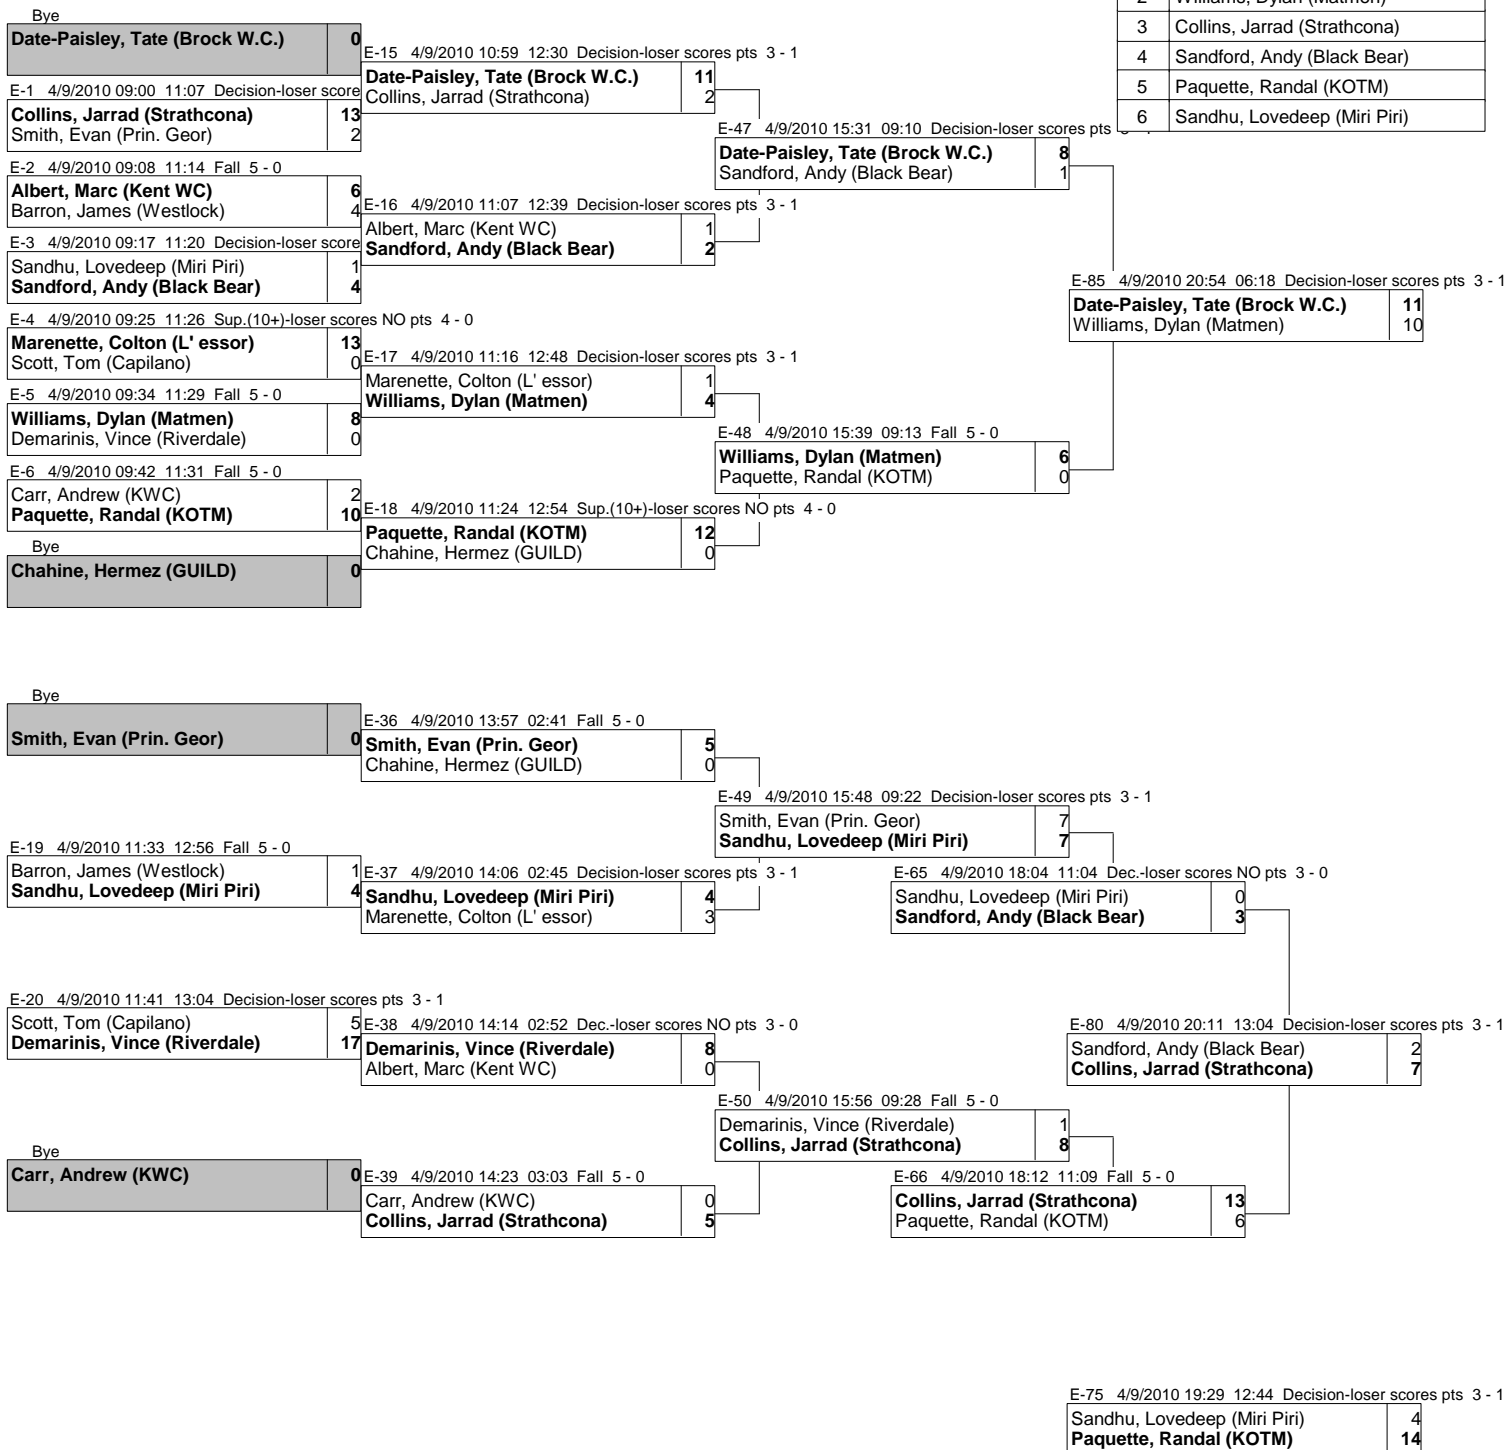 2 Williams, Dylan (Matmen)
3 Collins, Jarrad (Strathcona)
4 Sandford, Andy (Black Bear)
5 Paquette, Randal (KOTM)
6 Sandhu, Lovedeep (Miri Piri)
Bye
Date-Paisley, Tate (Brock W.C.) 0
E-1 4/9/2010 09:00 11:07 Decision-loser score
Collins, Jarrad (Strathcona) 13
Smith, Evan (Prin. Geor) 2
E-2 4/9/2010 09:08 11:14 Fall 5 - 0
Albert, Marc (Kent WC) 6
Barron, James (Westlock) 4
E-3 4/9/2010 09:17 11:20 Decision-loser score
Sandhu, Lovedeep (Miri Piri) 1
Sandford, Andy (Black Bear) 4
E-4 4/9/2010 09:25 11:26 Sup.(10+)-loser scores NO pts 4 - 0
Marenette, Colton (L' essor) 13
Scott, Tom (Capilano) 0
E-5 4/9/2010 09:34 11:29 Fall 5 - 0
Williams, Dylan (Matmen) 8
Demarinis, Vince (Riverdale) 0
E-6 4/9/2010 09:42 11:31 Fall 5 - 0
Carr, Andrew (KWC) 2
Paquette, Randal (KOTM) 10
Bye
Chahine, Hermez (GUILD) 0
E-15 4/9/2010 10:59 12:30 Decision-loser scores pts 3 - 1
Date-Paisley, Tate (Brock W.C.) 11
Collins, Jarrad (Strathcona) 2
E-16 4/9/2010 11:07 12:39 Decision-loser scores pts 3 - 1
Albert, Marc (Kent WC) 1
Sandford, Andy (Black Bear) 2
E-17 4/9/2010 11:16 12:48 Decision-loser scores pts 3 - 1
Marenette, Colton (L' essor) 1
Williams, Dylan (Matmen) 4
E-18 4/9/2010 11:24 12:54 Sup.(10+)-loser scores NO pts 4 - 0
Paquette, Randal (KOTM) 12
Chahine, Hermez (GUILD) 0
E-47 4/9/2010 15:31 09:10 Decision-loser scores pts
Date-Paisley, Tate (Brock W.C.) 8
Sandford, Andy (Black Bear) 1
E-48 4/9/2010 15:39 09:13 Fall 5 - 0
Williams, Dylan (Matmen) 6
Paquette, Randal (KOTM) 0
E-85 4/9/2010 20:54 06:18 Decision-loser scores pts 3 - 1
Date-Paisley, Tate (Brock W.C.) 11
Williams, Dylan (Matmen) 10
Bye
Smith, Evan (Prin. Geor) 0
E-19 4/9/2010 11:33 12:56 Fall 5 - 0
Barron, James (Westlock) 1
Sandhu, Lovedeep (Miri Piri) 4
E-20 4/9/2010 11:41 13:04 Decision-loser scores pts 3 - 1
Scott, Tom (Capilano) 5
Demarinis, Vince (Riverdale) 17
Bye
Carr, Andrew (KWC) 0
E-36 4/9/2010 13:57 02:41 Fall 5 - 0
Smith, Evan (Prin. Geor) 5
Chahine, Hermez (GUILD) 0
E-37 4/9/2010 14:06 02:45 Decision-loser scores pts 3 - 1
Sandhu, Lovedeep (Miri Piri) 4
Marenette, Colton (L' essor) 3
E-38 4/9/2010 14:14 02:52 Dec.-loser scores NO pts 3 - 0
Demarinis, Vince (Riverdale) 8
Albert, Marc (Kent WC) 0
E-39 4/9/2010 14:23 03:03 Fall 5 - 0
Carr, Andrew (KWC) 0
Collins, Jarrad (Strathcona) 5
E-49 4/9/2010 15:48 09:22 Decision-loser scores pts 3 - 1
Smith, Evan (Prin. Geor) 7
Sandhu, Lovedeep (Miri Piri) 7
E-50 4/9/2010 15:56 09:28 Fall 5 - 0
Demarinis, Vince (Riverdale) 1
Collins, Jarrad (Strathcona) 8
E-65 4/9/2010 18:04 11:04 Dec.-loser scores NO pts 3 - 0
Sandhu, Lovedeep (Miri Piri) 0
Sandford, Andy (Black Bear) 3
E-66 4/9/2010 18:12 11:09 Fall 5 - 0
Collins, Jarrad (Strathcona) 13
Paquette, Randal (KOTM) 6
E-80 4/9/2010 20:11 13:04 Decision-loser scores pts 3 - 1
Sandford, Andy (Black Bear) 2
Collins, Jarrad (Strathcona) 7
E-75 4/9/2010 19:29 12:44 Decision-loser scores pts 3 - 1
Sandhu, Lovedeep (Miri Piri) 4
Paquette, Randal (KOTM) 14